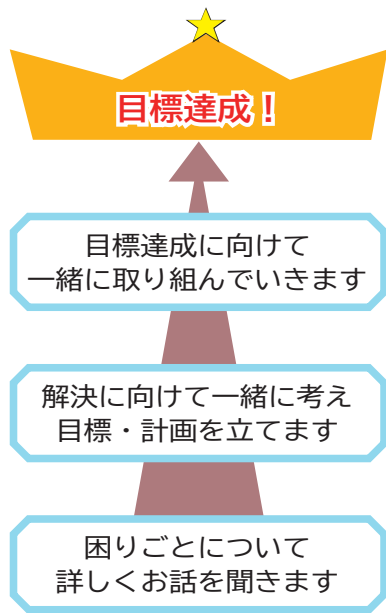 目標達成！
目標達成に向けて
一緒に取り組んでいきます
解決に向けて一緒に考え
目標・計画を立てます
困りごとについて
詳しくお話を聞きます